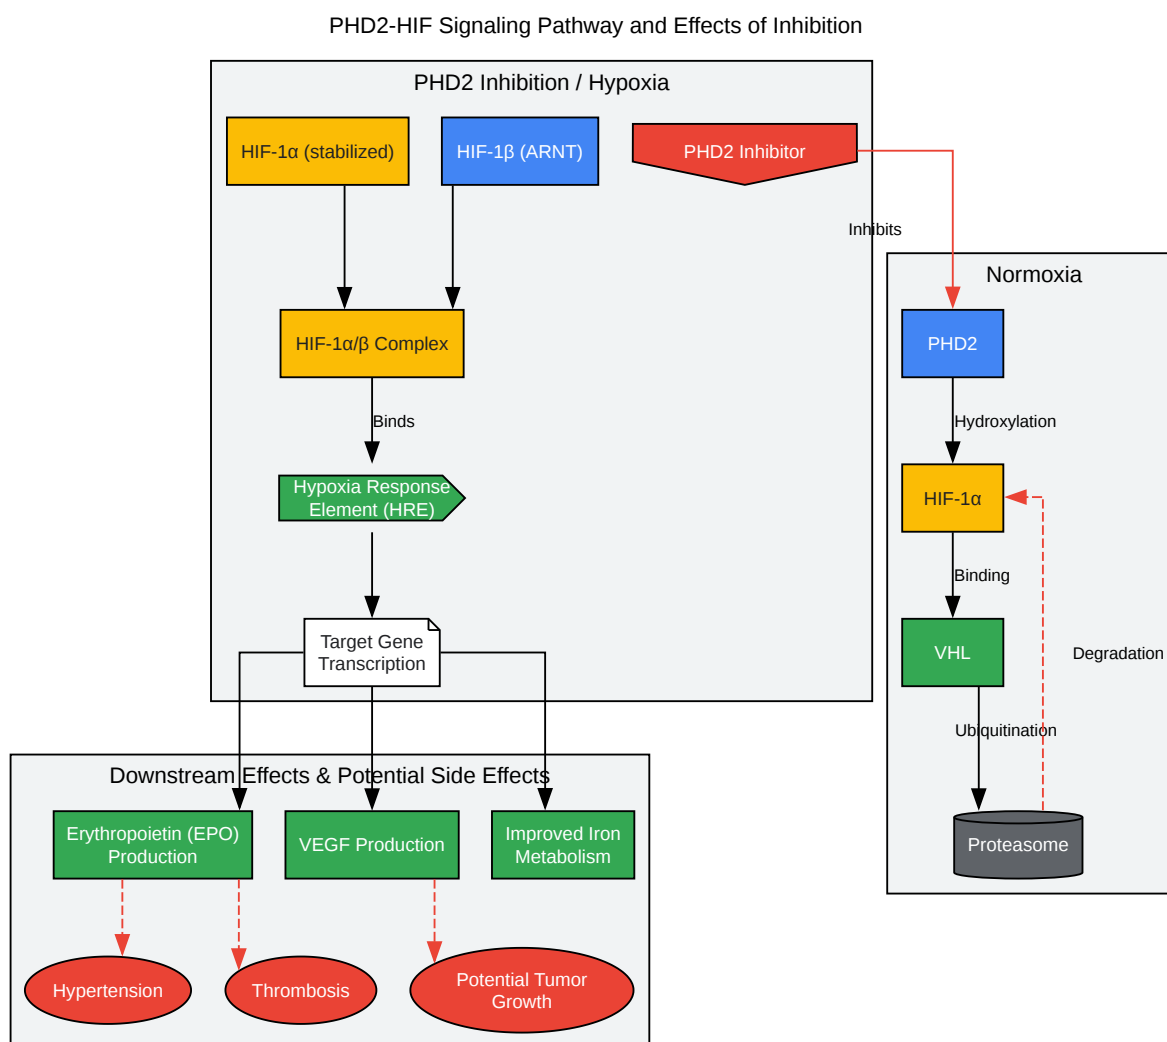 PHD2-HIF Signaling Pathway and Effects of Inhibition
PHD2 Inhibition / Hypoxia
HIF-1α (stabilized)
HIF-1β (ARNT)
PHD2 Inhibitor
Inhibits
HIF-1α/β Complex
Binds
Hypoxia Response
Element (HRE)
Target Gene
Transcription
Normoxia
PHD2
Hydroxylation
HIF-1α
Binding
VHL
Degradation
Ubiquitination
Proteasome
Downstream Effects & Potential Side Effects
Erythropoietin (EPO)
Production
VEGF Production
Improved Iron
Metabolism
Hypertension
Thrombosis
Potential Tumor
Growth